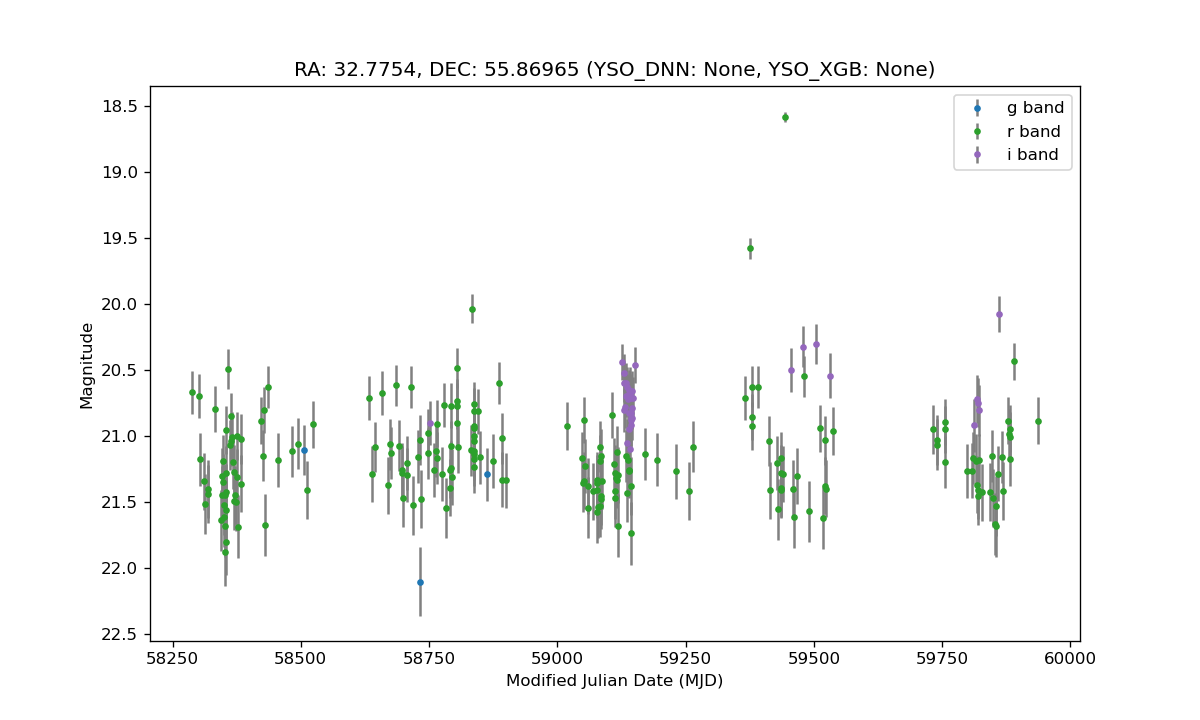 RA: 32.7754, DEC: 55.86965 (YSO_DNN: None, YSO_XGB: None)
g band
r band
i band
18.5
19.0
19.5
20.0
20.5
21.0
21.5
22.0
22.5
Magnitude
58250 58500 58750 59000 59250 59500 59750 60000
Modified Julian Date (MJD)